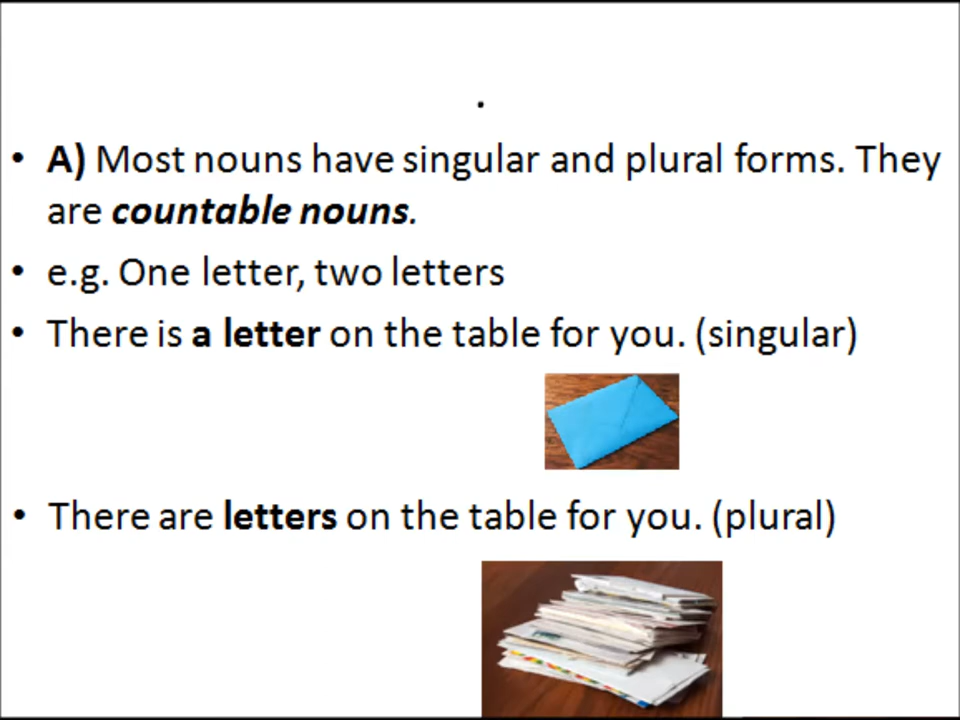 .
• A) Most nouns have singular and plural forms. They
are countable nouns.
• e.g. One letter, two letters
• There is a letter on the table for you. (singular)
• There are letters on the table for you. (plural)